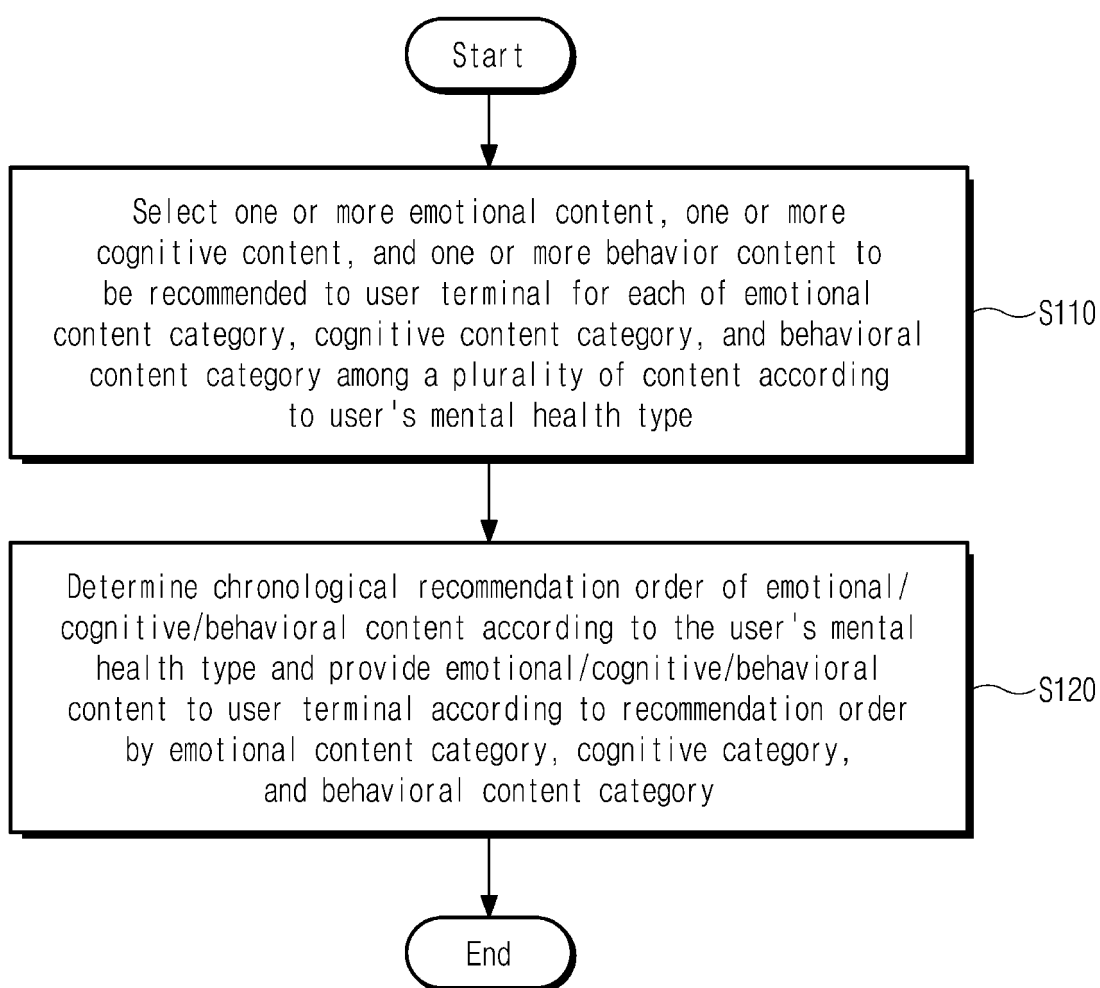 Start
Select one or more emotional content, one or more
cognitive content, and one or more behavior content to
be recommended to user terminal for each of emotional
content category, cognitive content category, and behavioral
content category among a plurality of content according
to user's mental health type
S110
Determine chronological recommendation order of emotional/
cognitive/behavioral content according to the user's mental
health type and provide emotional/cognitive/behavioral
content to user terminal according to recommendation order
by emotional content category, cognitive category,
and behavioral content category
S120
End